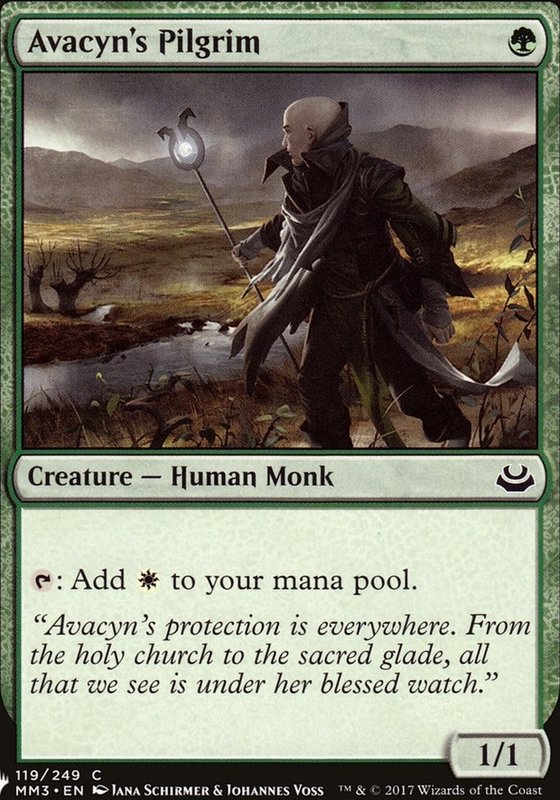 Avacyn's Pilgrim
Creature — Human Monk
: Add to your mana pool.
“Avacyn’s protection is everywhere. From
the holy church to the sacred glade, all
that we see is under her blessed watch.”
1/1
119/249 C
MM3 • EN Jana Schirmer & Johannes Voss ™ & © 2017 Wizards of the Coast